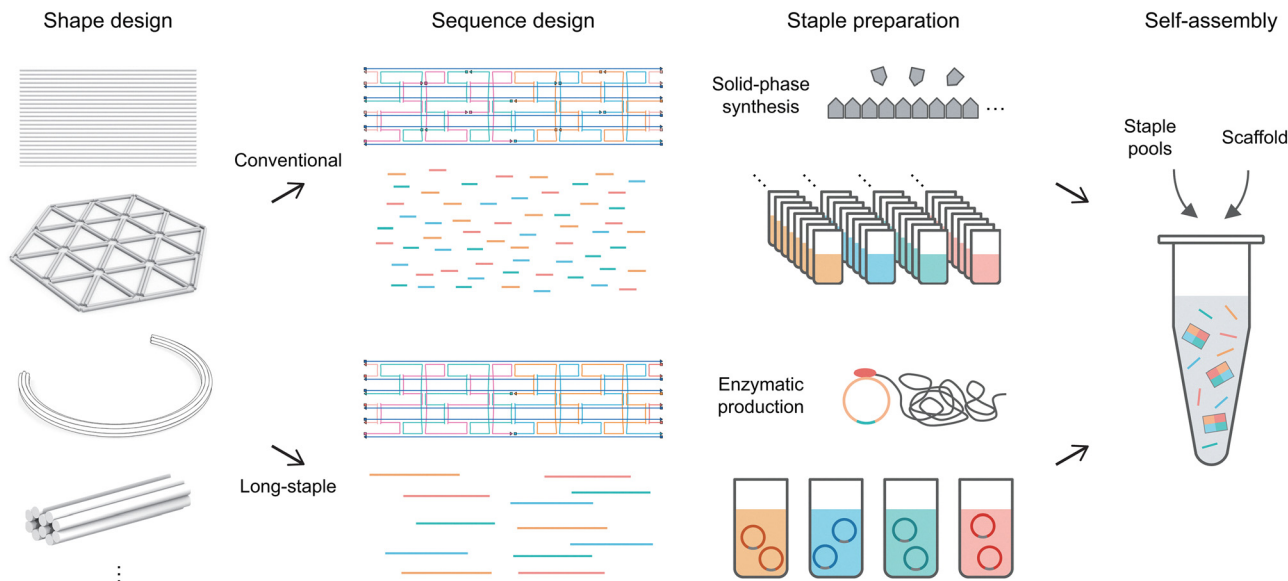 Shape design
Sequence design
Staple preparation
Self-assembly
Conventional
Solid-phase
synthesis
Staple
pools
Scaffold
Long-staple
Enzymatic
production